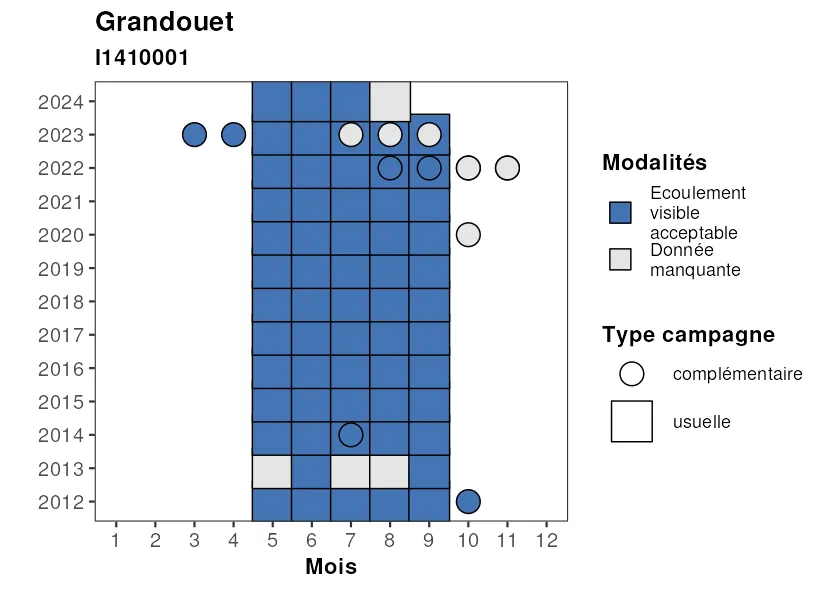 Grandouet
I1410001
2024
2023
2022
2021
2020
2019
2018
2017
2016
2015
2014
2013
2012
1 2 3 4 5 6 7 8 9 10 11 12
Mois
Modalités
Ecoulement
visible
acceptable
Donnée
manquante
Type campagne
complémentaire
usuelle